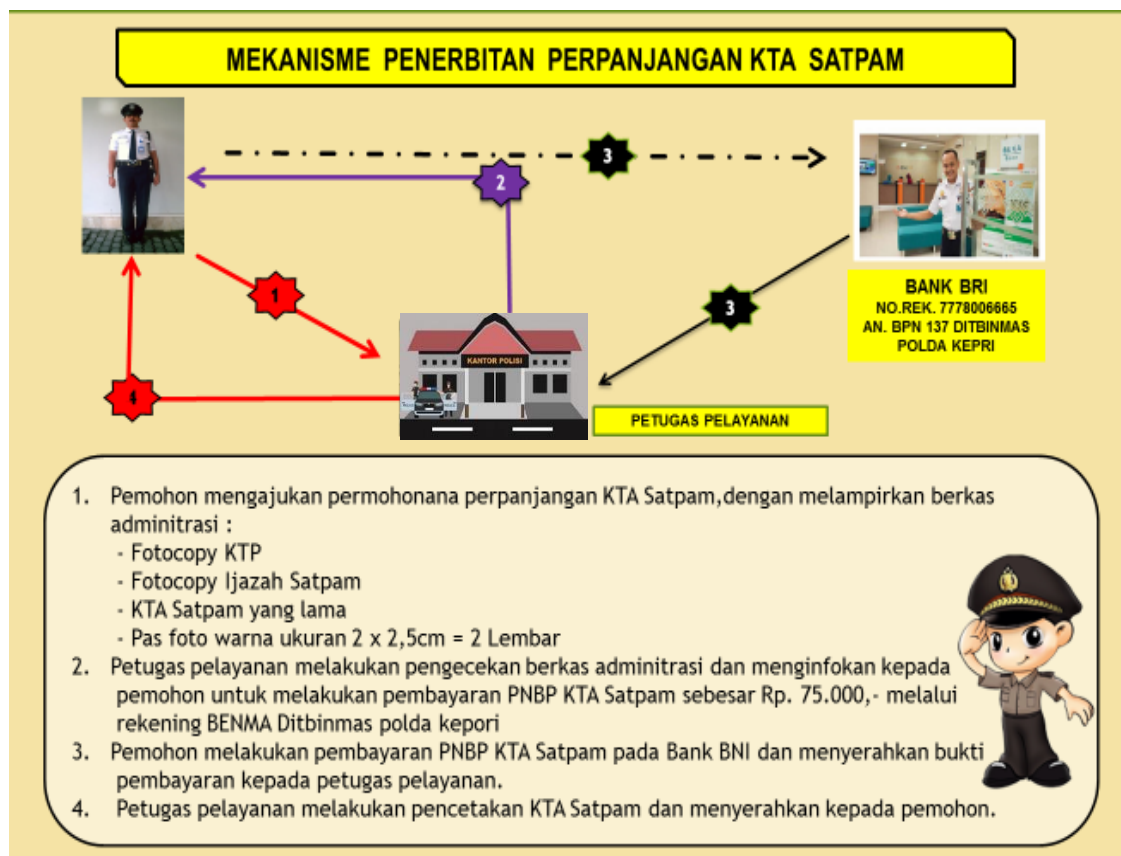 MEKANISME PENERBITAN PERPANJANGAN KTA SATPAM
3
2
1
3
4
KANTOR POLISI
BANK BRI
NO.REK. 7778006665
AN. BPN 137 DITBINMAS
POLDA KEPRI
PETUGAS PELAYANAN
1. Pemohon mengajukan permohonana perpanjangan KTA Satpam,dengan melampirkan berkas
adminitrasi :
- Fotocopy KTP
- Fotocopy Ijazah Satpam
- KTA Satpam yang lama
- Pas foto warna ukuran 2 x 2,5cm = 2 Lembar
2. Petugas pelayanan melakukan pengecekan berkas adminitrasi dan menginfokan kepada
pemohon untuk melakukan pembayaran PNBP KTA Satpam sebesar Rp. 75.000,- melalui
rekening BENMA Ditbinmas polda kepori
3. Pemohon melakukan pembayaran PNBP KTA Satpam pada Bank BNI dan menyerahkan bukti
pembayaran kepada petugas pelayanan.
4. Petugas pelayanan melakukan pencetakan KTA Satpam dan menyerahkan kepada pemohon.